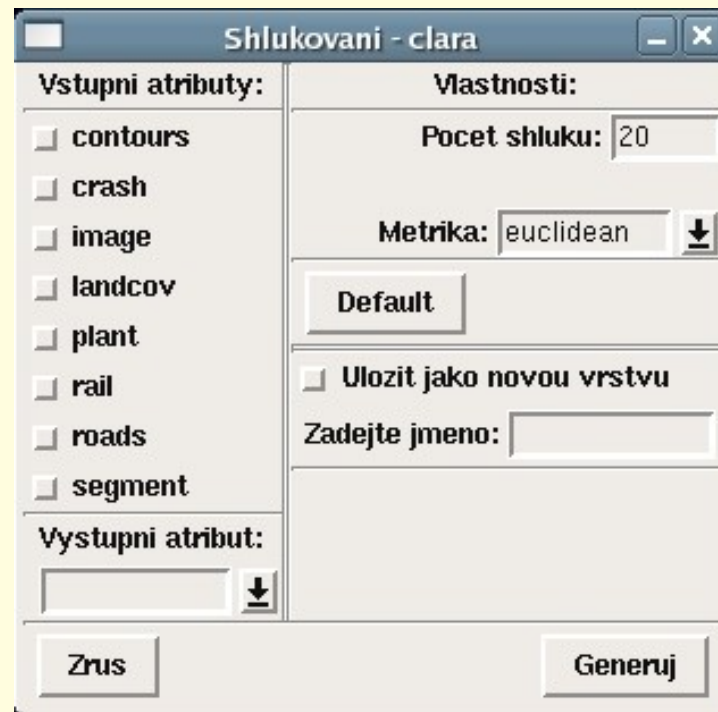 Shlukovani - clara
Vstupni atributy:
contours
crash
image
landcov
plant
rail
roads
segment
Vystupni atribut:
Vlastnosti:
Pocet shluku: 20
Metrika: euclidean
Default
Ulozit jako novou vrstvu
Zadejte jmeno:
Zrus
Generuj